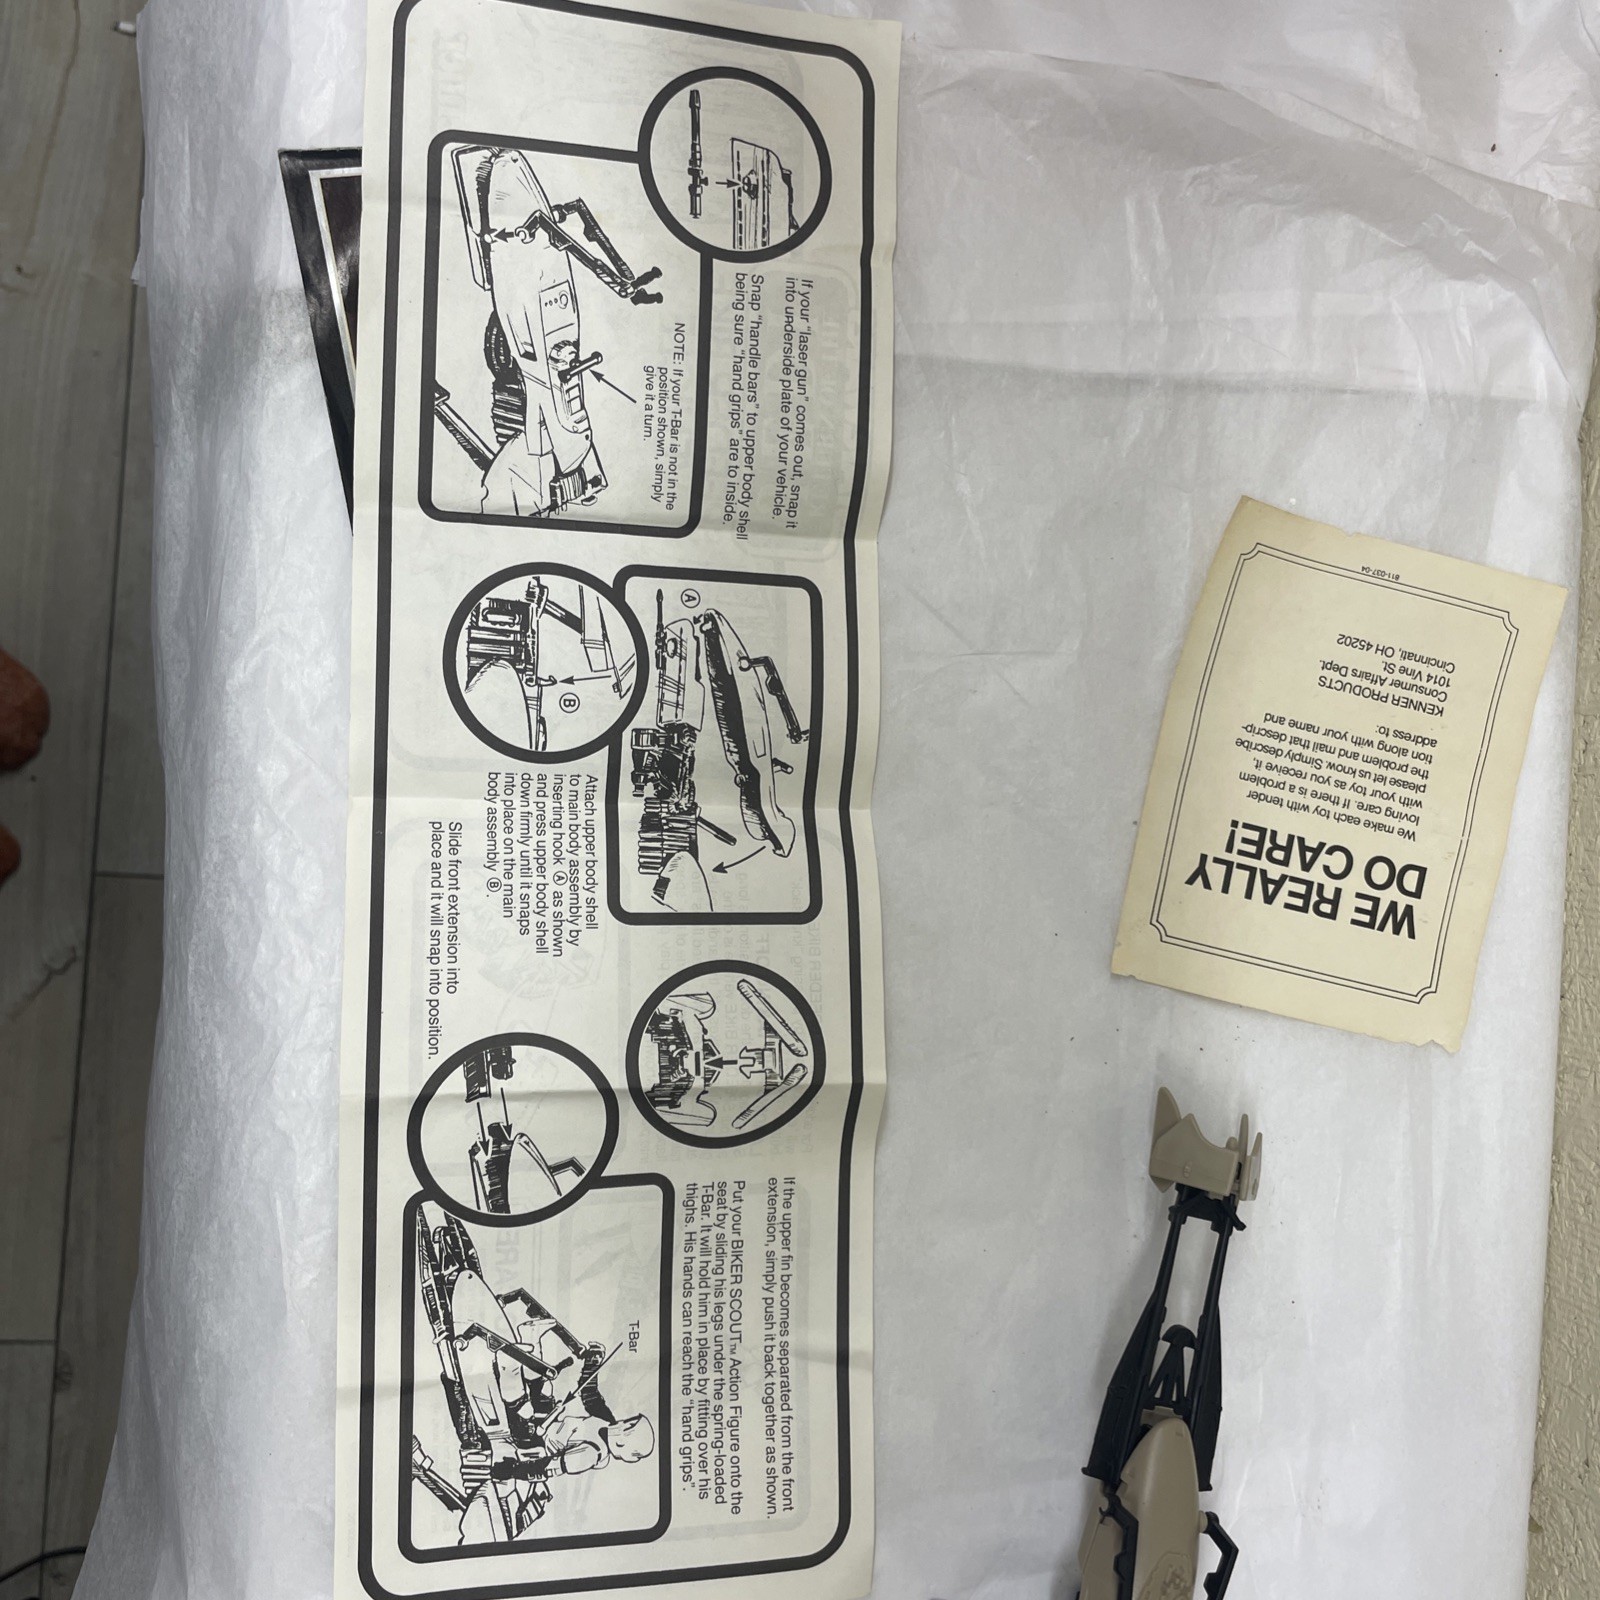 If your "laser gun" comes out, snap it
into underside plate of your vehicle.
Snap "handle bars" to upper body shell
being sure "hand grips" are to inside.
NOTE: If your T-Bar is not in the
position shown, simply
give it a turn.
A
B
Attach upper body shell
to main body assembly by
inserting hook Ⓐ as shown
and press upper body shell
down firmly until it snaps
into place on the main
body assembly Ⓑ.
Slide front extension into
place and it will snap into position.
If the upper fin becomes separated from the front
extension, simply push it back together as shown.
Put your BIKER SCOUT™ Action Figure onto the
seat by sliding his legs under the spring-loaded
T-Bar. It will hold him in place by fitting over his
thighs. His hands can reach the "hand grips".
T-Bar
WE REALLY
DO CARE!
We make each toy with tender
loving care. If there is a problem
with your toy as you receive it,
please let us know. Simply describe
the problem and mail that descrip-
tion along with your name and
address to:
KENNER PRODUCTS
Consumer Affairs Dept.
1014 Vine St.
Cincinnati, OH 45202
811-037-04